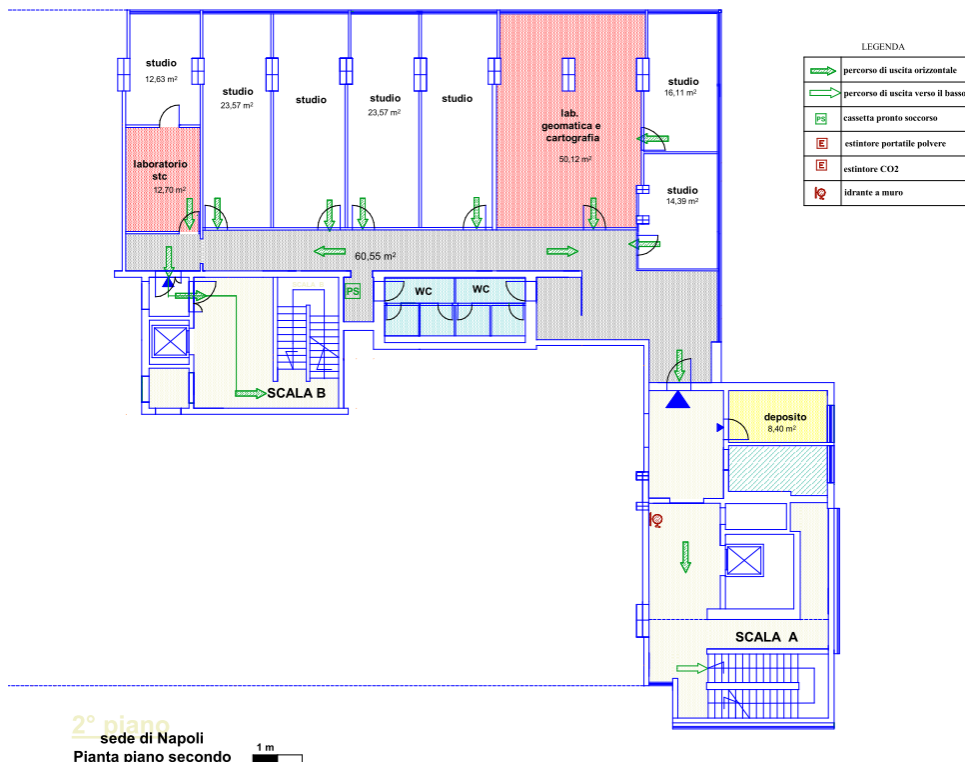 LEGENDA
percorso di uscita orizzontale
percorso di uscita verso il basso
PS
cassetta pronto soccorso
E
estintore portatile polvere
E
estintore CO2
idrante a muro
studio
12,63 m²
studio
23,57 m²
studio
studio
23,57 m²
studio
lab.
geomatica e
cartografia
50,12 m²
studio
16,11 m²
laboratorio
stc
12,70 m²
studio
14,39 m²
60,55 m²
SCALA B
PS
WC
WC
SCALA B
deposito
8,40 m²
SCALA A
2° piano
sede di Napoli
Pianta piano secondo
1 m